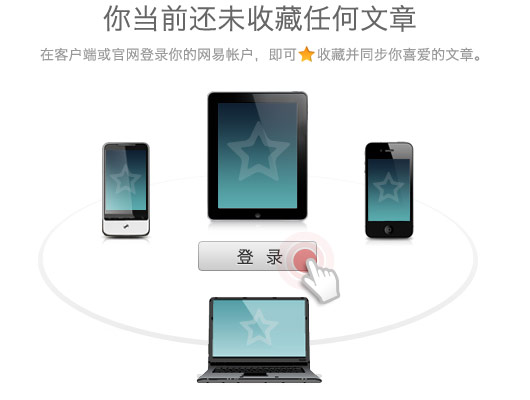 你当前还未收藏任何文章
在客户端或官网登录你的网易帐户，即可收藏并同步你喜爱的文章。
登 录